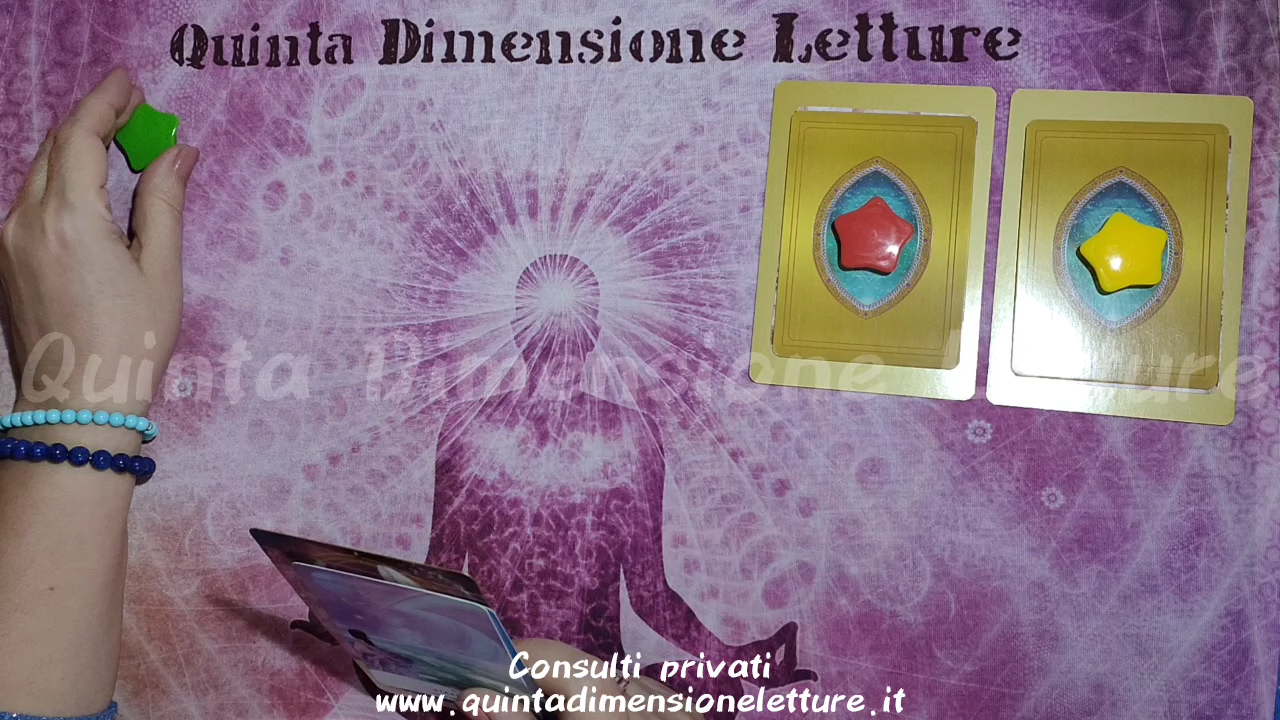 Quinta Dimensione Letture
Quinta Dimensione Letture
Consulti privati
www.quintadimensioneletture.it